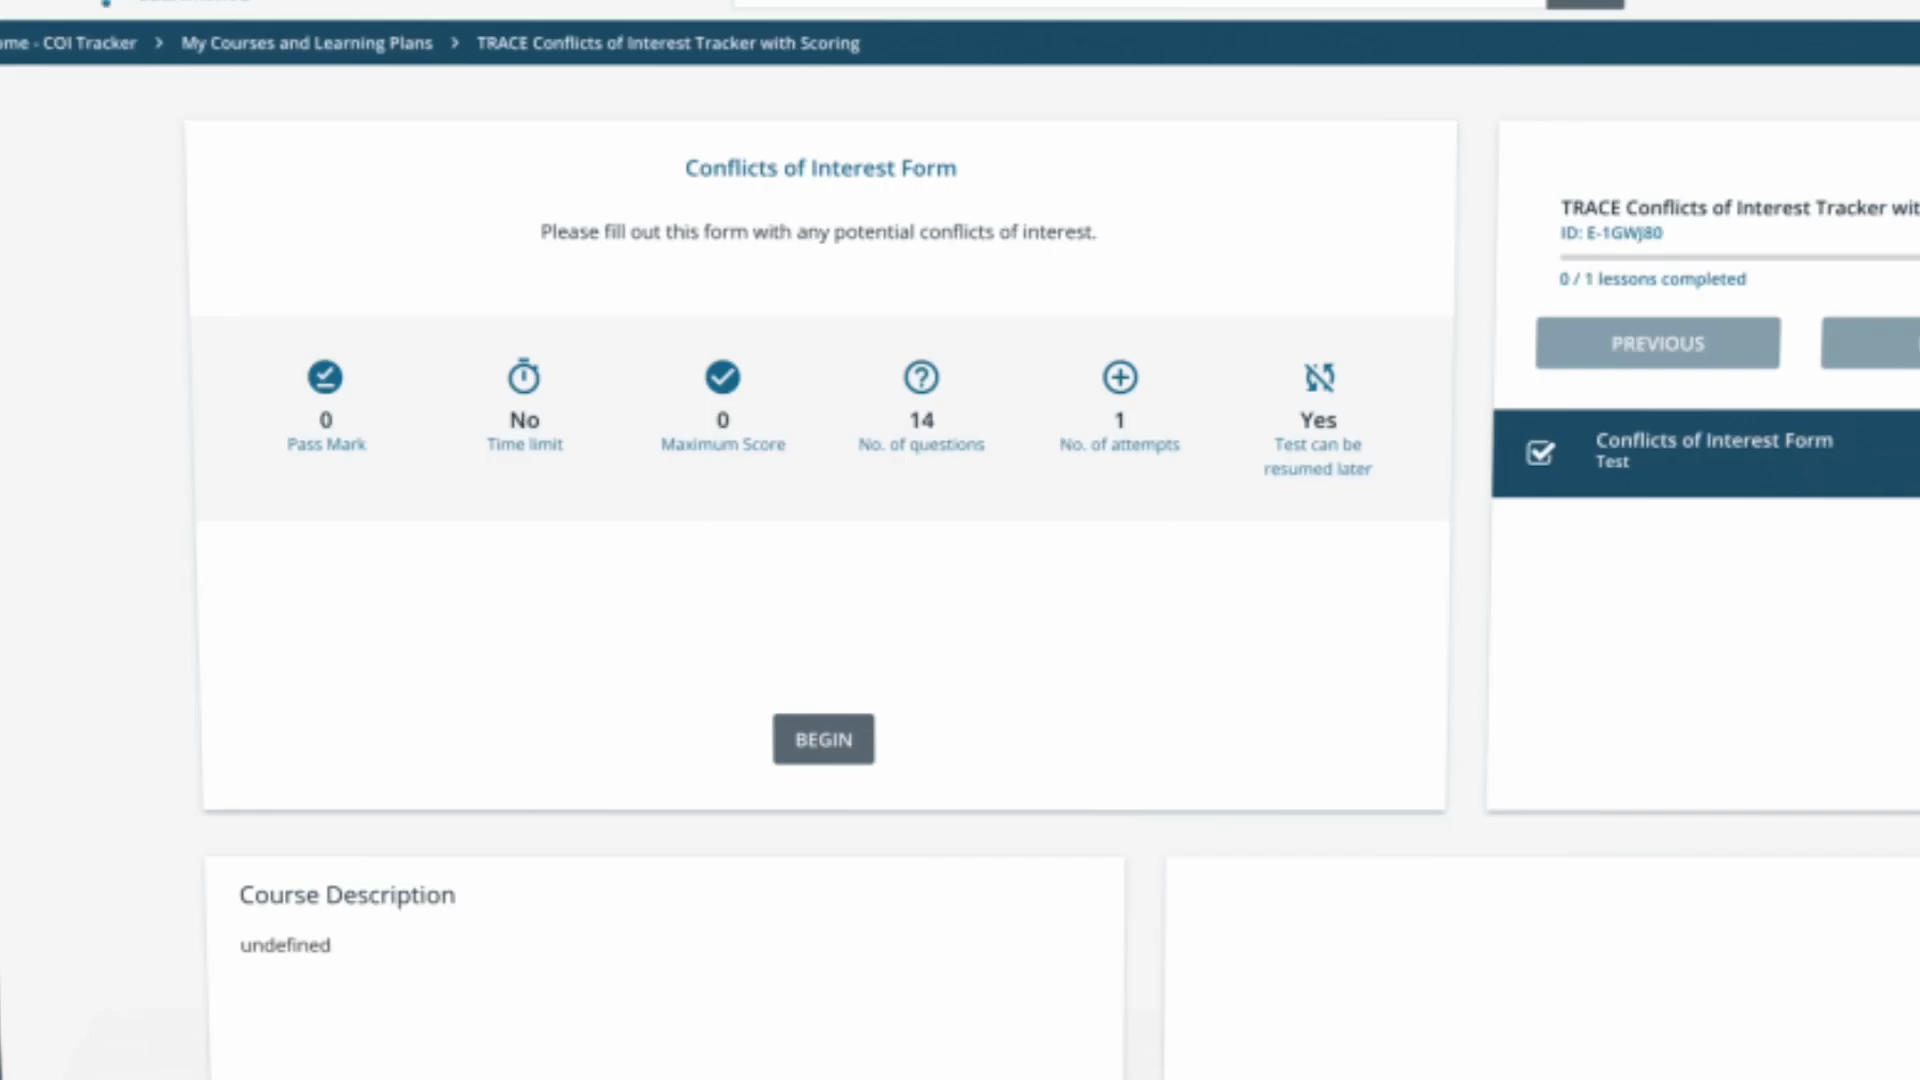 ome - COI Tracker > My Courses and Learning Plans > TRACE Conflicts of Interest Tracker with Scoring
Conflicts of Interest Form
Please fill out this form with any potential conflicts of interest.
0
Pass Mark
No
Time limit
0
Maximum Score
14
No. of questions
1
No. of attempts
Yes
Test can be
resumed later
BEGIN
TRACE Conflicts of Interest Tracker wit
ID: E-1GWJ80
0 / 1 lessons completed
PREVIOUS
Conflicts of Interest Form
Test
Course Description
undefined